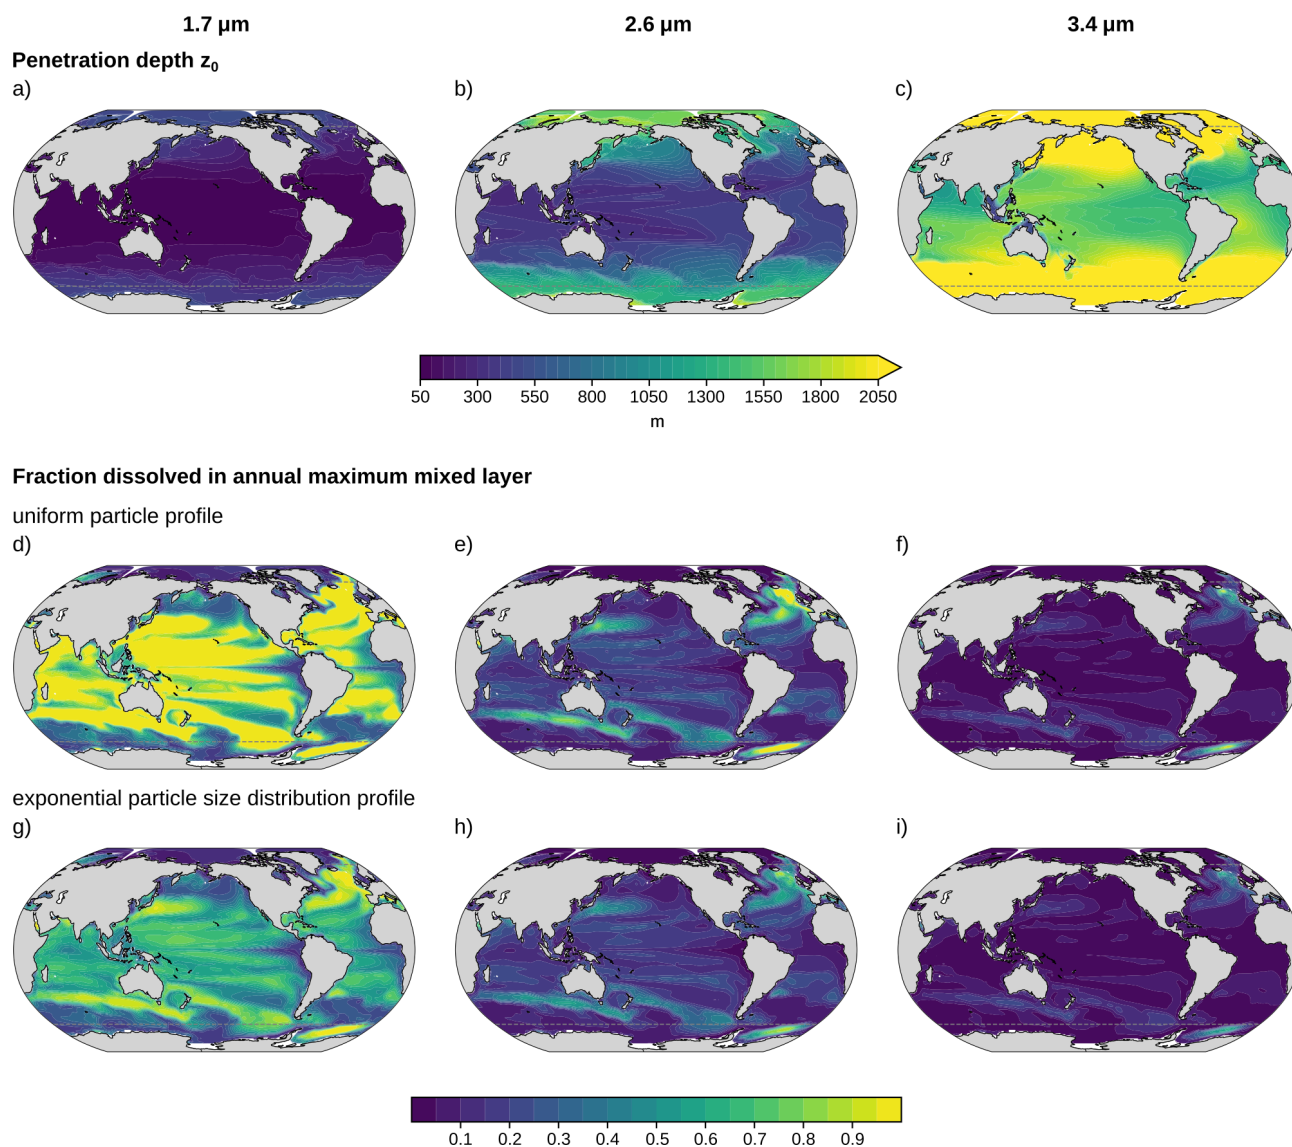 1.7 µm 2.6 µm 3.4 µm
Penetration depth z₀
a) b) c)
50 300 550 800 1050 1300 1550 1800 2050
m
Fraction dissolved in annual maximum mixed layer
uniform particle profile
d) e) f)
exponential particle size distribution profile
g) h) i)
0.1 0.2 0.3 0.4 0.5 0.6 0.7 0.8 0.9